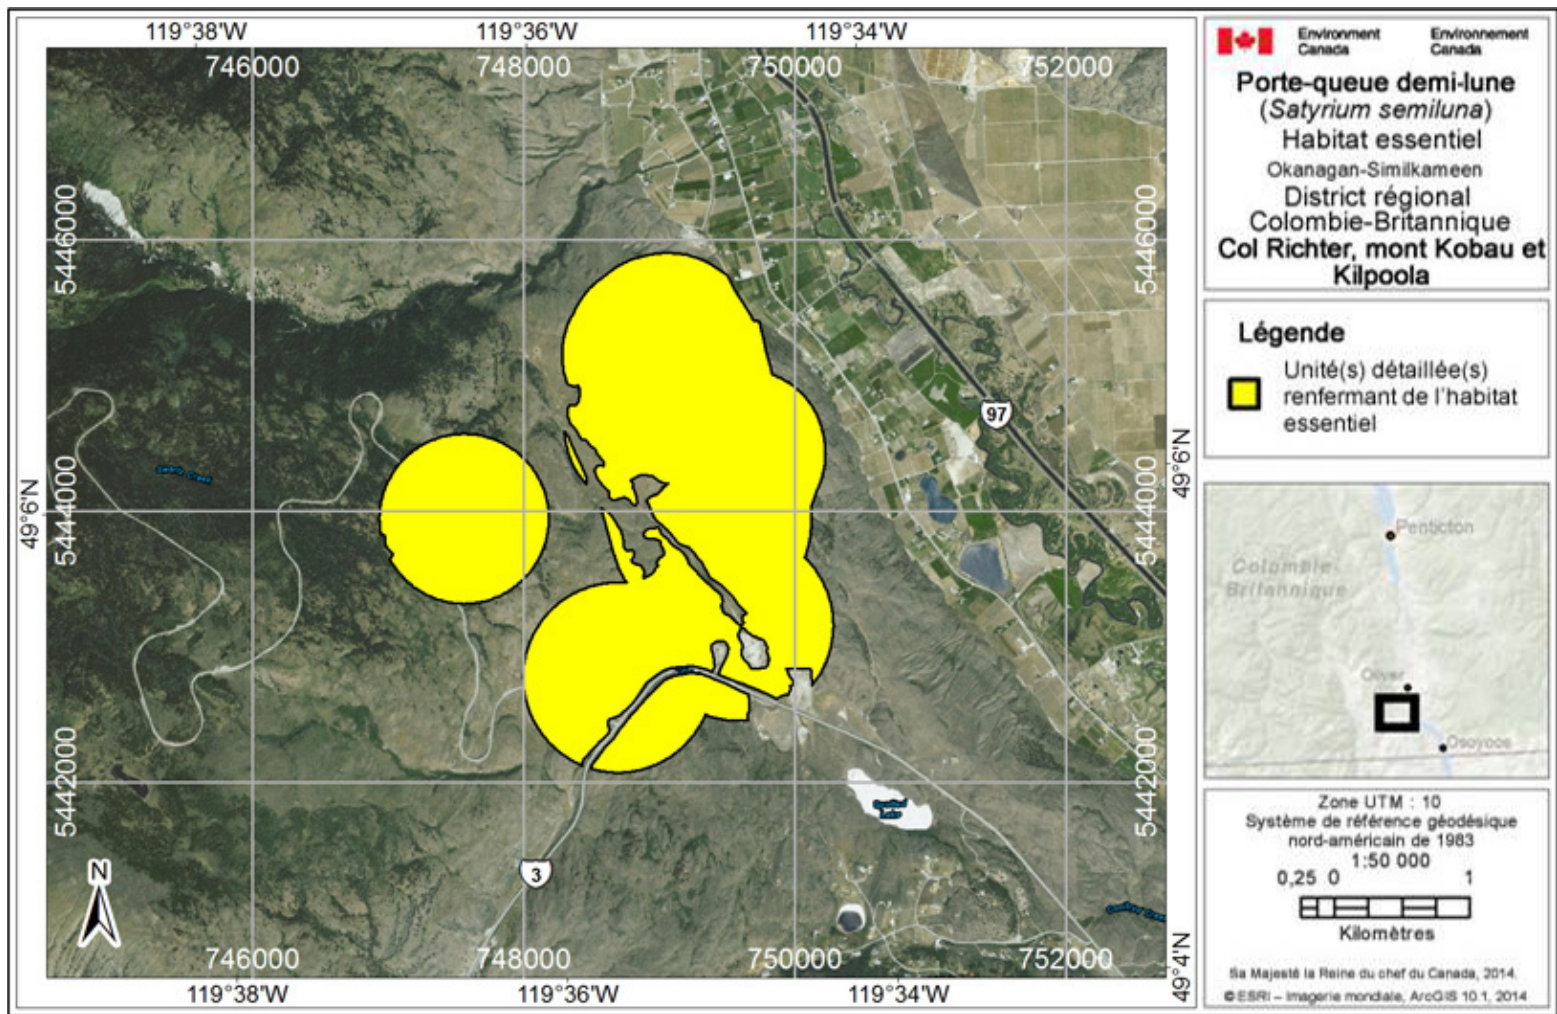 119°38'W
119°36'W
119°34'W
746000
748000
750000
752000
5446000
5446000
5444000
5444000
5442000
5442000
49°6'N
49°6'N
49°4'N
97
3
N
746000
748000
750000
752000
119°38'W
119°36'W
119°34'W
Environment Canada
Environnement Canada
Porte-queue demi-lune
(Satyrium semiluna)
Habitat essentiel
Okanagan-Similkameen
District régional
Colombie-Britannique
Col Richter, mont Kobau et
Kilpoola
Légende
Unité(s) détaillée(s)
renfermant de l'habitat
essentiel
Penticton
Colombie-
Britannique
Oliver
Osoyoos
Zone UTM : 10
Système de référence géodésique
nord-américain de 1983
1:50 000
0,25 0 1
Kilomètres
Sa Majesté la Reine du chef du Canada, 2014.
© ESRI – Imagerie mondiale, ArcGIS 10.1, 2014